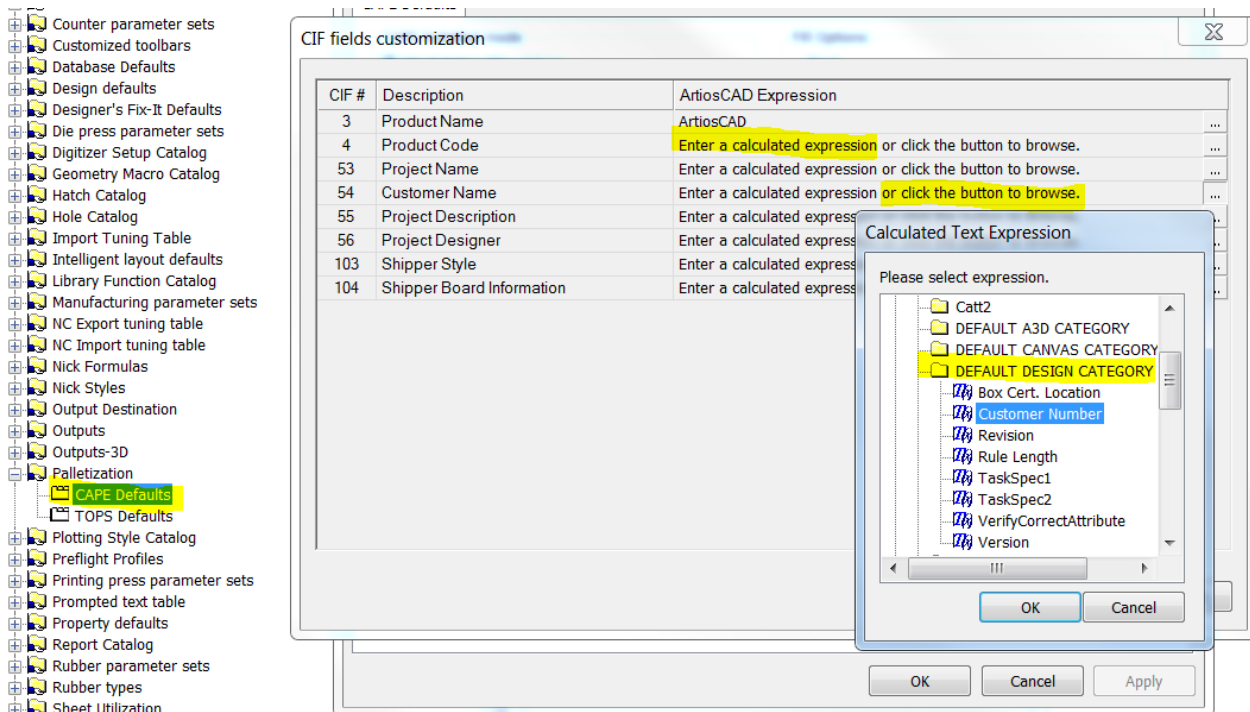 Counter parameter sets
Customized toolbars
Database Defaults
Design defaults
Designer's Fix-It Defaults
Die press parameter sets
Digitizer Setup Catalog
Geometry Macro Catalog
Hatch Catalog
Hole Catalog
Import Tuning Table
Intelligent layout defaults
Library Function Catalog
Manufacturing parameter sets
NC Export tuning table
NC Import tuning table
Nick Formulas
Nick Styles
Output Destination
Outputs
Outputs-3D
Palletization
CAPE Defaults
TOPS Defaults
Plotting Style Catalog
Preflight Profiles
Printing press parameter sets
Prompted text table
Property defaults
Report Catalog
Rubber parameter sets
Rubber types
Sheet Utilization
CAPE Defaults
CIF fields customization
CIF # Description ArtiosCAD Expression
3 Product Name ArtiosCAD ...
4 Product Code Enter a calculated expression or click the button to browse. ...
53 Project Name Enter a calculated expression or click the button to browse. ...
54 Customer Name Enter a calculated expression or click the button to browse. ...
55 Project Description Enter a calculated express
56 Project Designer Enter a calculated express
103 Shipper Style Enter a calculated express
104 Shipper Board Information Enter a calculated express
Calculated Text Expression
Please select expression.
Catt2
DEFAULT A3D CATEGORY
DEFAULT CANVAS CATEGORY
DEFAULT DESIGN CATEGORY
Box Cert. Location
Customer Number
Revision
Rule Length
TaskSpec1
TaskSpec2
VerifyCorrectAttribute
Version
OK Cancel
OK Cancel Apply